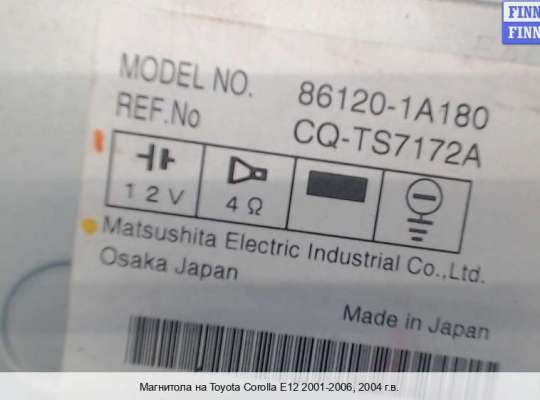 FINN
FINN
MODEL NO. 86120-1A180
REF.No CQ-TS7172A
12V
4Ω
Matsushita Electric Industrial Co.,Ltd.
Osaka Japan
Made in Japan
Магнитола на Toyota Corolla E12 2001-2006, 2004 г.в.